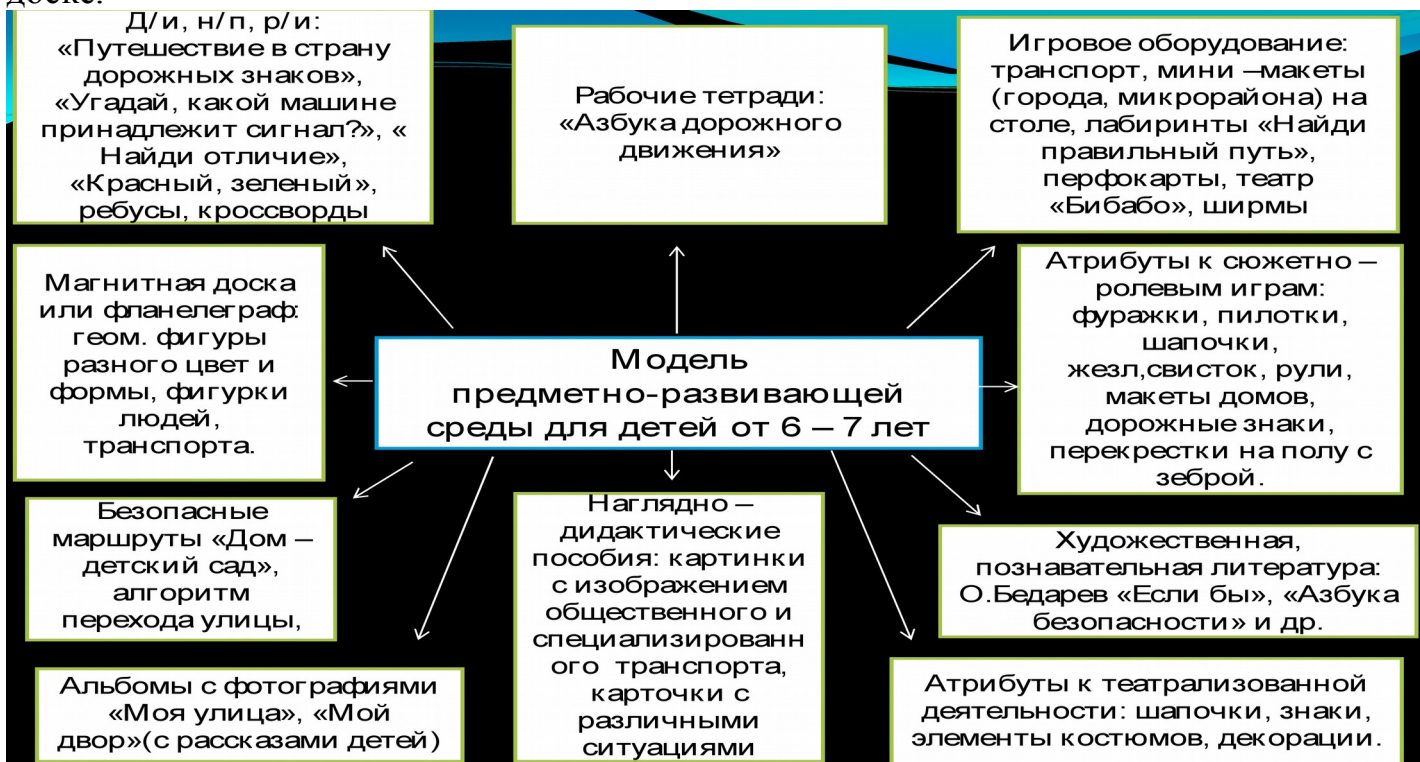 доске.
Д/и, н/п, р/и:
«Путешествие в страну
дорожных знаков»,
«Угадай, какой машине
принадлежит сигнал?», «
Найди отличие»,
«Красный, зеленый»,
ребусы, кроссворды
Рабочие тетради:
«Азбука дорожного
движения»
Игровое оборудование:
транспорт, мини –макеты
(города, микрорайона) на
столе, лабиринты «Найди
правильный путь»,
перфокарты, театр
«Бибабо», ширмы
Магнитная доска
или фланелеграф:
геом. фигуры
разного цвет и
формы, фигурки
людей,
транспорта.
Модель
предметно-развивающей
среды для детей от 6 – 7 лет
Атрибуты к сюжетно –
ролевым играм:
фуражки, пилотки,
шапочки,
жезл,свисток, рули,
макеты домов,
дорожные знаки,
перекрестки на полу с
зеброй.
Безопасные
маршруты «Дом –
детский сад»,
алгоритм
перехода улицы,
Наглядно –
дидактические
пособия: картинки
с изображением
общественного и
специализированн
ого транспорта,
карточки с
различными
ситуациями
Художественная,
познавательная литература:
О.Бедарев «Если бы», «Азбука
безопасности» и др.
Альбомы с фотографиями
«Моя улица», «Мой
двор»(с рассказами детей)
Атрибуты к театрализованной
деятельности: шапочки, знаки,
элементы костюмов, декорации.